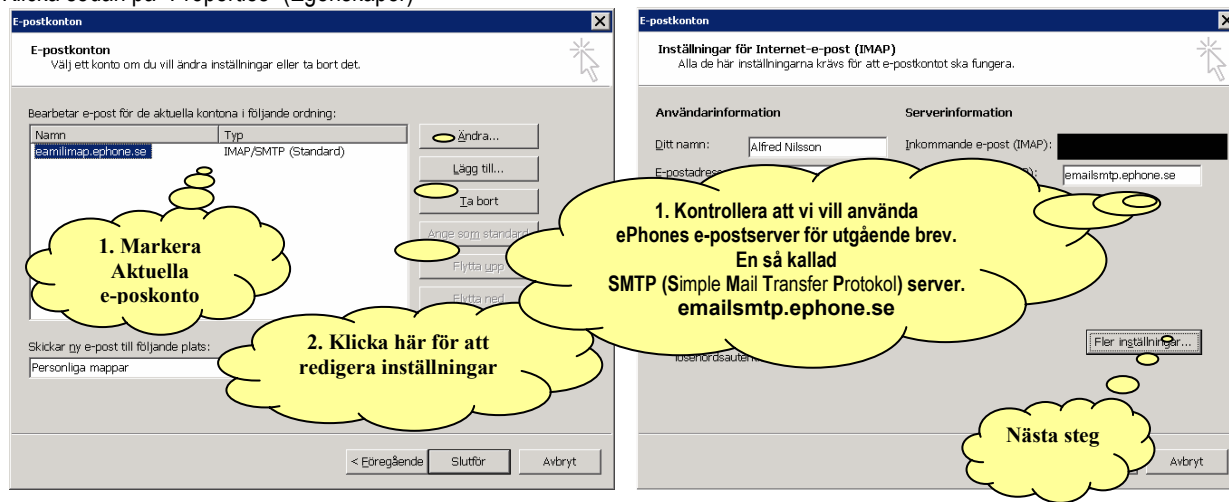 Klicka sedan på "Properties" (Egenskaper)
E-postkonton
E-postkonton
Välj ett konto om du vill ändra inställningar eller ta bort det.
Bearbetar e-post för de aktuella kontona i följande ordning:
Namn Typ
eamilimap.ephone.se IMAP/SMTP (Standard)
Ändra...
Lägg till...
Ta bort
Ange som standard
Flytta upp
Flytta ned
1. Markera
Aktuella
e-poskonto
2. Klicka här för att
redigera inställningar
Skickar ny e-post till följande plats:
Personliga mappar
< Föregående Slutför Avbryt
E-postkonton
Inställningar för Internet-e-post (IMAP)
Alla de här inställningarna krävs för att e-postkontot ska fungera.
Användarinformation Serverinformation
Ditt namn: Alfred Nilsson Inkommande e-post (IMAP):
E-postadress emailsmtp.ephone.se
1. Kontrollera att vi vill använda
ePhones e-postserver för utgående brev.
En så kallad
SMTP (Simple Mail Transfer Protokol) server.
emailsmtp.ephone.se
Fler inställningar...
Nästa steg
Avbryt